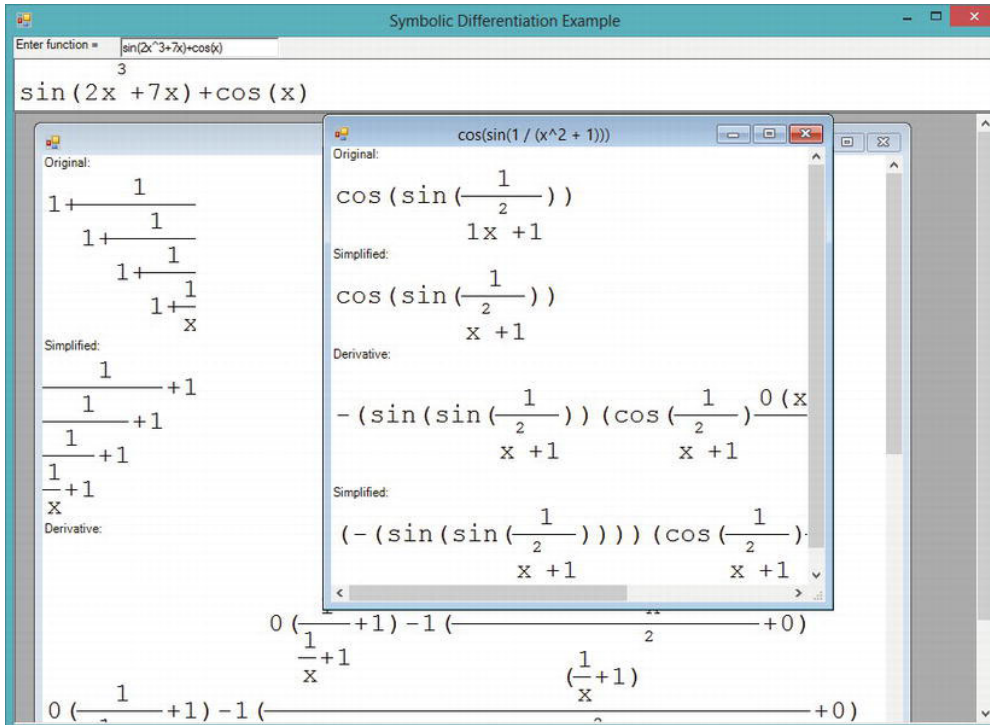 Symbolic Differentiation Example
Enter function = sin(2x^3+7x)+cos(x)
3
sin(2x +7x)+cos(x)
Original:
1
1+
1
1+
1
1+
1
1+
x
Simplified:
1
+1
1
+1
1
+1
1
+1
x
Derivative:
cos(sin(1 / (x^2 + 1)))
Original:
1
cos(sin( ))
2
1x +1
Simplified:
1
cos(sin( ))
2
x +1
Derivative:
1 1 0(x
-(sin(sin( ))(cos( )
2 2
x +1 x +1
Simplified:
1 1
(-(sin(sin( ))))(cos( )
2 2
x +1 x +1
0( +1)-1( +0)
1 2
+1
x
1
( +1)
x
1
0( +1)-1( +0)